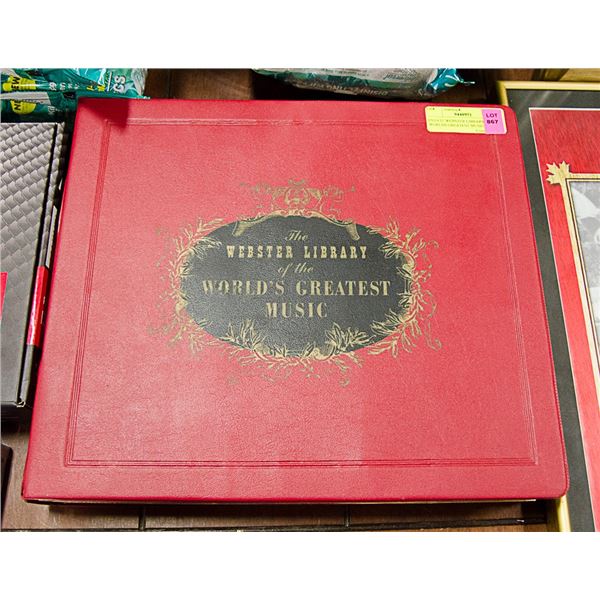 The
WEBSTER LIBRARY
of the
WORLD'S GREATEST
MUSIC
LOT
867